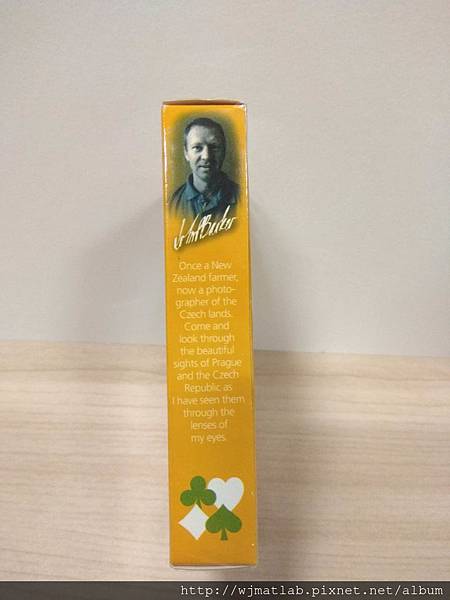 Once a New
Zealand farmer,
now a photo-
grapher of the
Czech lands.
Come and
look through
the beautiful
sights of Prague
and the Czech
Republic as
I have seen them
through the
lenses of
my eyes.
http://wjmatlab.pixnet.net/album